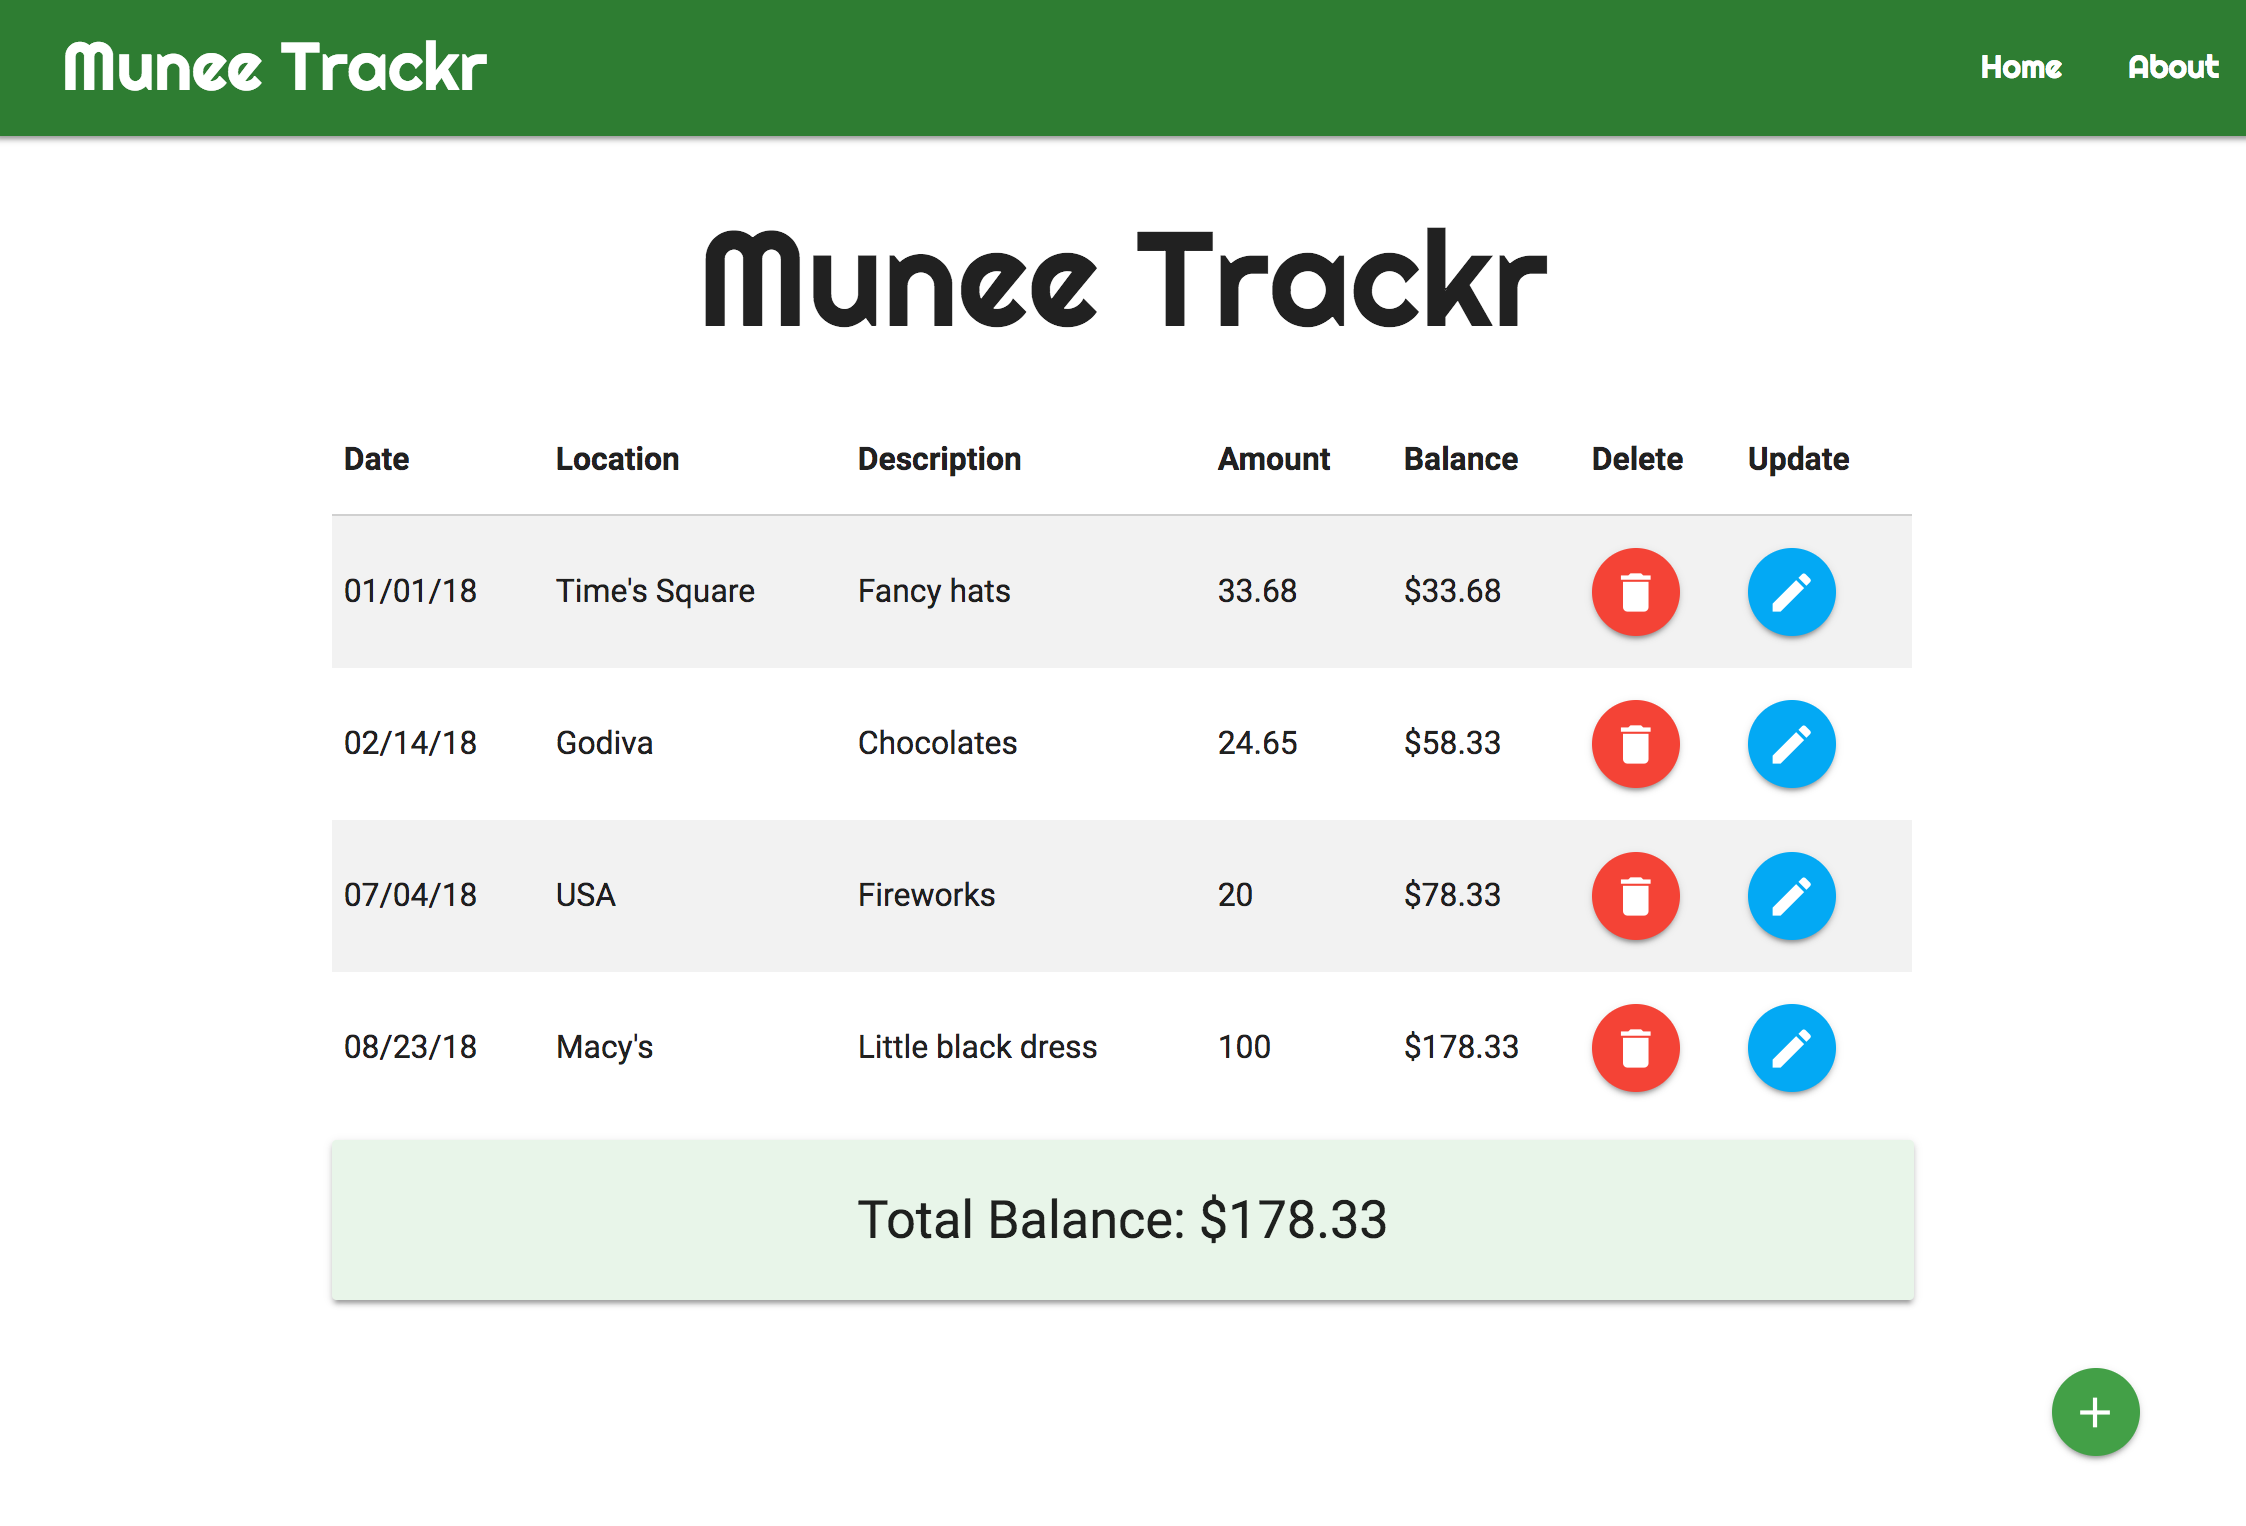 Munee Trackr Home About
Munee Trackr
Date Location Description Amount Balance Delete Update
01/01/18 Time's Square Fancy hats 33.68 $33.68
02/14/18 Godiva Chocolates 24.65 $58.33
07/04/18 USA Fireworks 20 $78.33
08/23/18 Macy's Little black dress 100 $178.33
Total Balance: $178.33